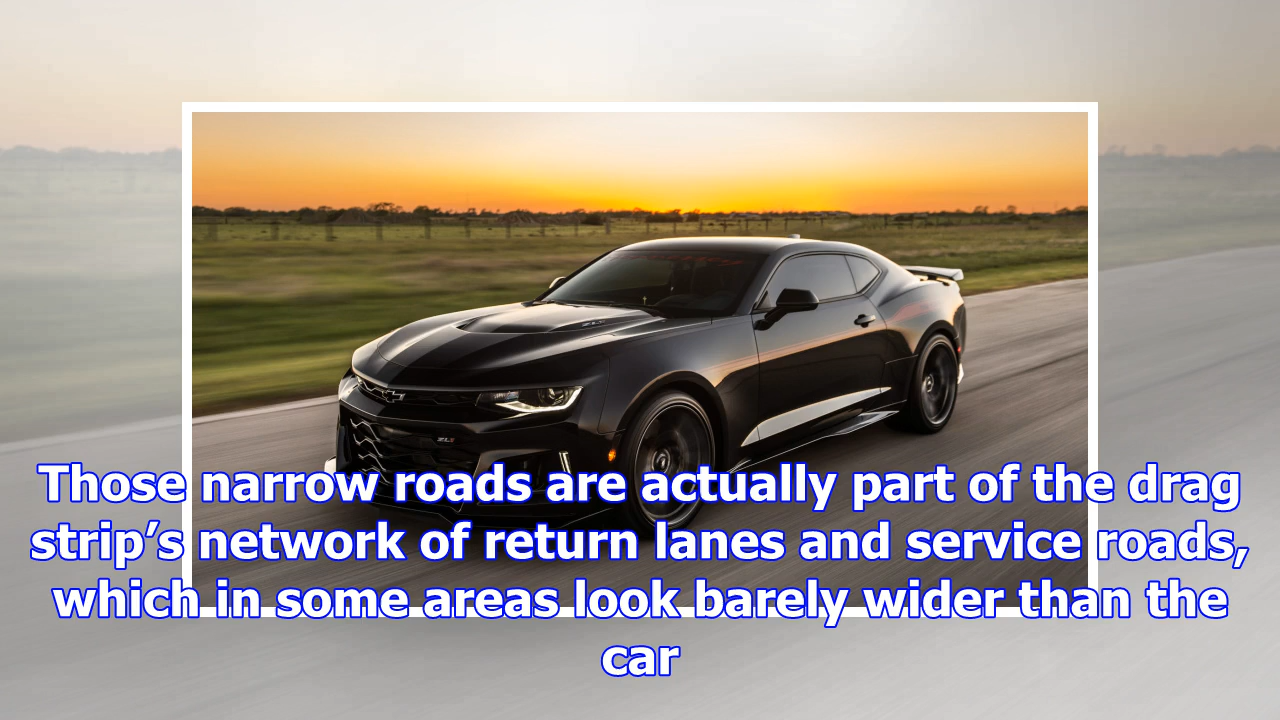 ZL1
Those narrow roads are actually part of the drag
strip’s network of return lanes and service roads,
which in some areas look barely wider than the
car